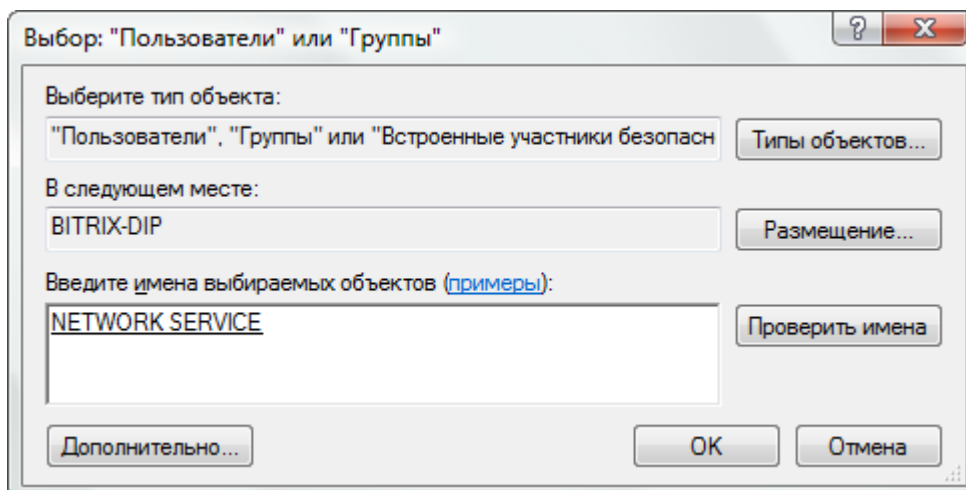 Выбор: "Пользователи" или "Группы"
Выберите тип объекта:
"Пользователи", "Группы" или "Встроенные участники безопасн
Типы объектов...
В следующем месте:
BITRIX-DIP
Размещение...
Введите имена выбираемых объектов (примеры):
NETWORK SERVICE
Проверить имена
Дополнительно...
ОК
Отмена